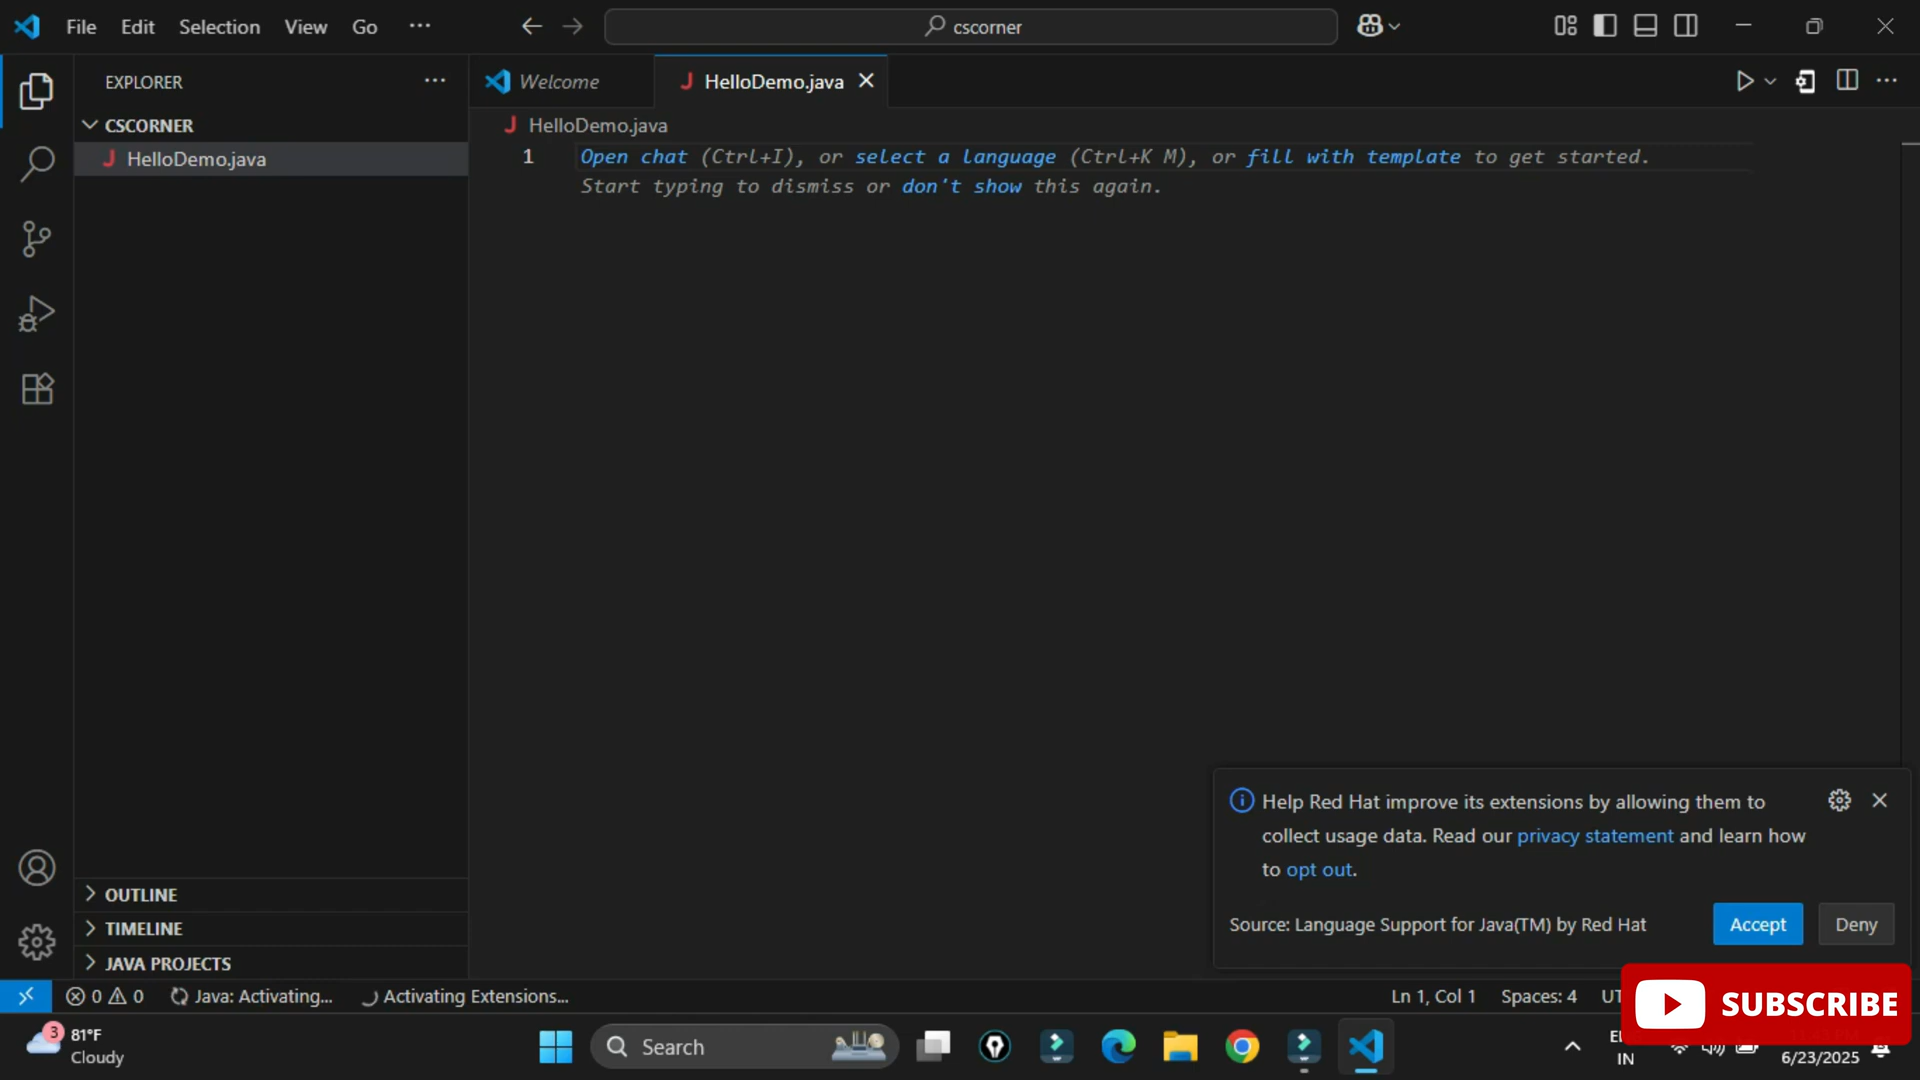 File Edit Selection View Go ··· cscorner
EXPLORER ···
Welcome HelloDemo.java
CSCORNER
HelloDemo.java
HelloDemo.java
1 Open chat (Ctrl+I), or select a language (Ctrl+K M), or fill with template to get started.
Start typing to dismiss or don't show this again.
Help Red Hat improve its extensions by allowing them to
collect usage data. Read our privacy statement and learn how
to opt out.
Source: Language Support for Java(TM) by Red Hat Accept Deny
OUTLINE
TIMELINE
JAVA PROJECTS
0 0 Java: Activating... Activating Extensions... Ln 1, Col 1 Spaces: 4
SUBSCRIBE
3 81°F
Cloudy
Search
IN
6/23/2025